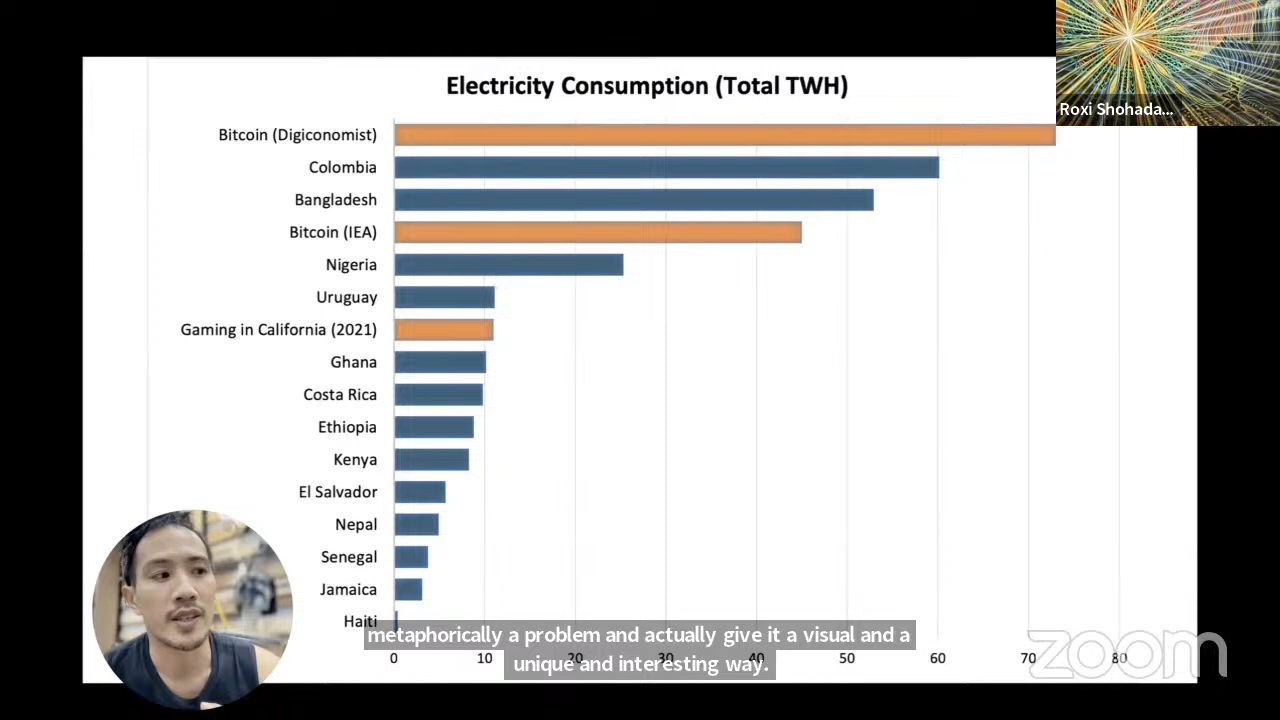 Electricity Consumption (Total TWH)
Roxi Shohada...
Bitcoin (Digiconomist)
Colombia
Bangladesh
Bitcoin (IEA)
Nigeria
Uruguay
Gaming in California (2021)
Ghana
Costa Rica
Ethiopia
Kenya
El Salvador
Nepal
Senegal
Jamaica
Haiti
metaphorically a problem and actually give it a visual and a
unique and interesting way.
0 10 20 30 40 50 60 70 80
zoom